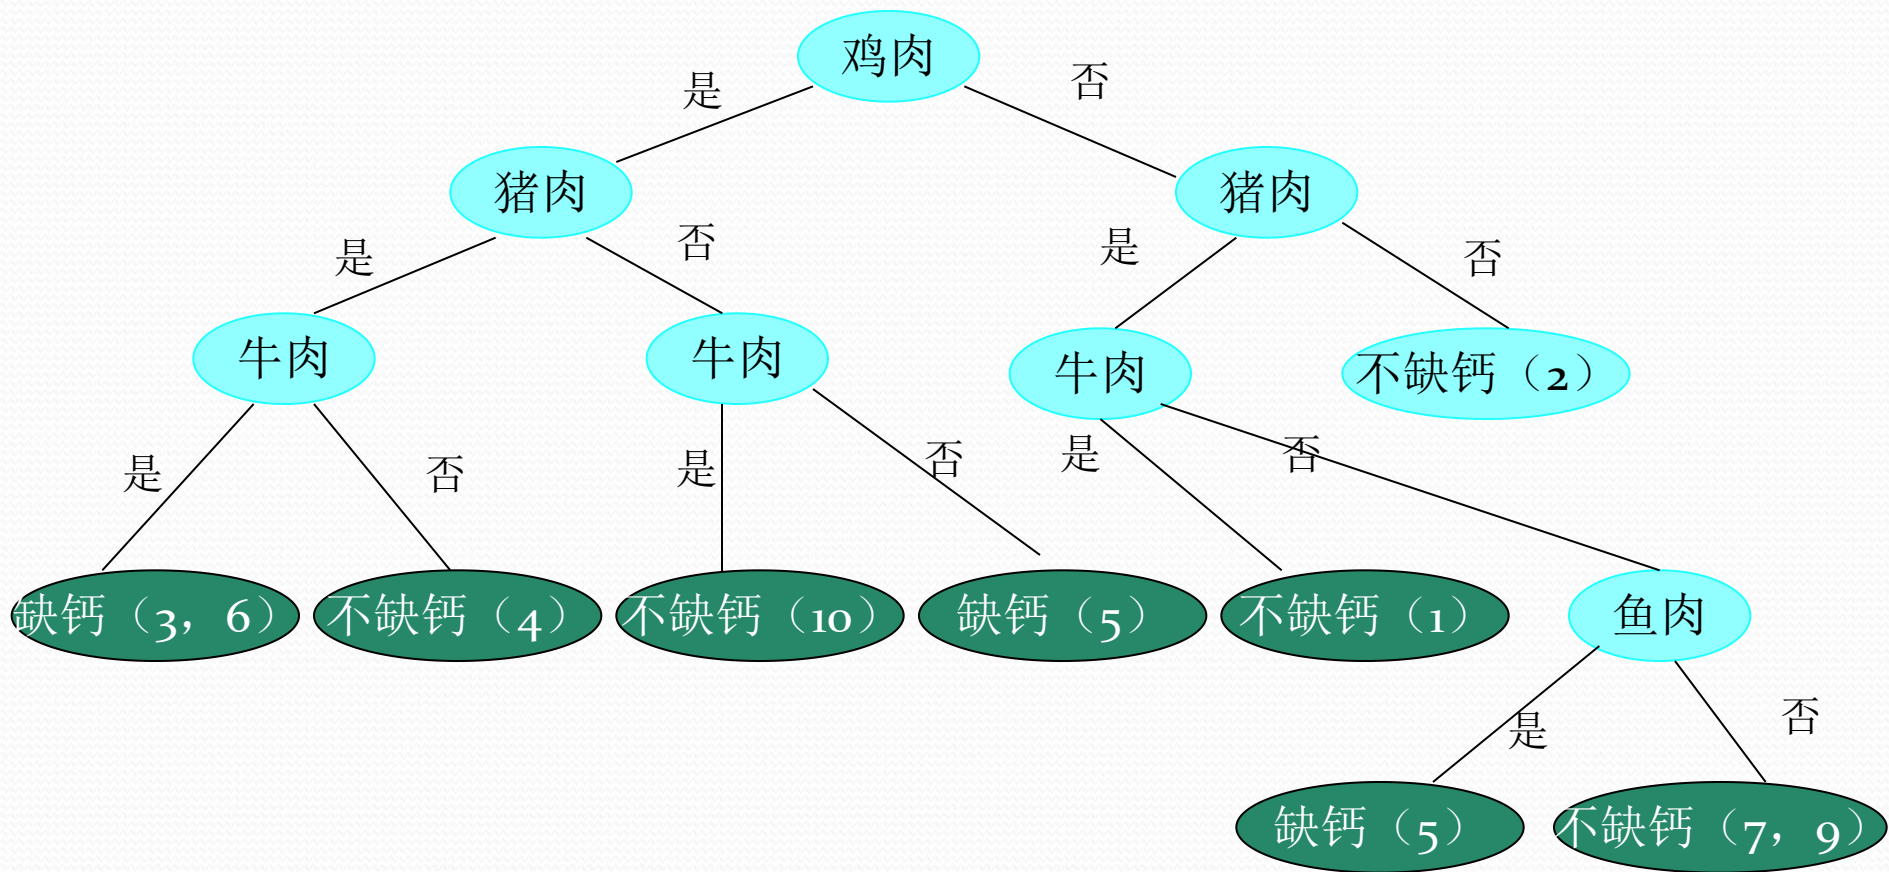 鸡肉
是
否
猪肉
猪肉
是
否
是
否
牛肉
牛肉
牛肉
不缺钙（2）
是
否
是
否
是
否
缺钙（3，6）
不缺钙（4）
不缺钙（10）
缺钙（5）
不缺钙（1）
鱼肉
是
否
缺钙（5）
不缺钙（7，9）